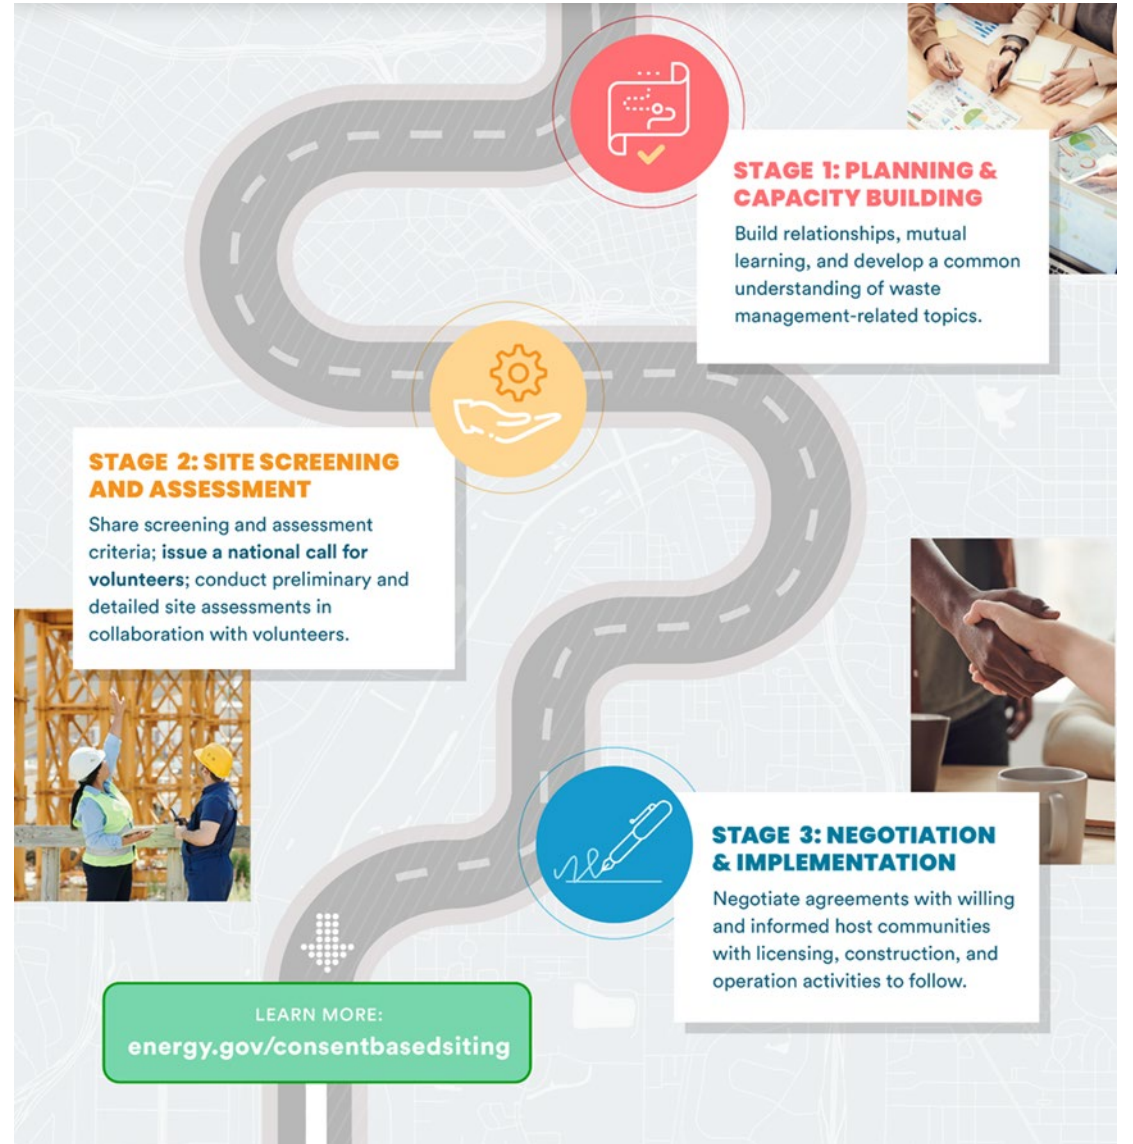 STAGE 1: PLANNING &
CAPACITY BUILDING
Build relationships, mutual
learning, and develop a common
understanding of waste
management-related topics.
STAGE 2: SITE SCREENING
AND ASSESSMENT
Share screening and assessment
criteria; issue a national call for
volunteers; conduct preliminary and
detailed site assessments in
collaboration with volunteers.
STAGE 3: NEGOTIATION
& IMPLEMENTATION
Negotiate agreements with willing
and informed host communities
with licensing, construction, and
operation activities to follow.
LEARN MORE:
energy.gov/consentbasedsiting